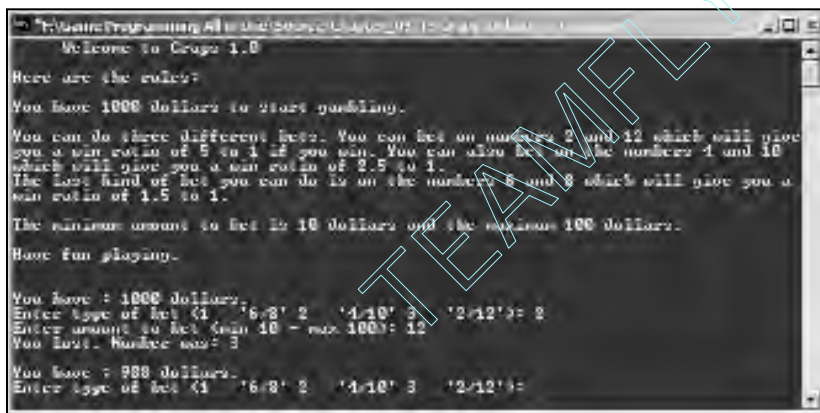 Welcome to Craps 1.0
Here are the rules:
You have 1000 dollars to start gambling.
You can do three different bets. You can bet on numbers 2 and 12 which will give
you a win ratio of 5 to 1 if you win. You can also bet on the numbers 4 and 10
which will give you a win ratio of 2.5 to 1.
The last kind of bet you can do is on the numbers 6 and 8 which will give you a
win ratio of 1.5 to 1.
The minimum amount to bet is 10 dollars and the maximum 100 dollars.
Have fun playing.
You have : 1000 dollars.
Enter type of bet (1 '6/8' 2 '4/10' 3 '2/12'): 2
Enter amount to bet (min 10 - max 100): 12
You lost. Number was: 3
You have : 988 dollars.
Enter type of bet (1 '6/8' 2 '4/10' 3 '2/12'):
TEAMFLY